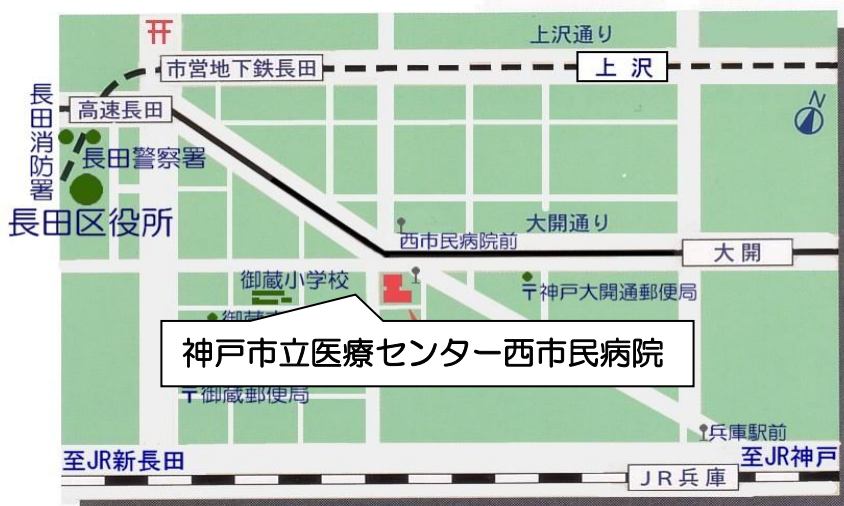 上沢通り
市営地下鉄長田
上沢
N
高速長田
長田消防署
長田警察署
長田区役所
大開通り
西市民病院前
大開
御蔵小学校
〒神戸大開通郵便局
御蔵
神戸市立医療センター西市民病院
〒御蔵郵便局
兵庫駅前
至JR新長田
至JR神戸
JR兵庫